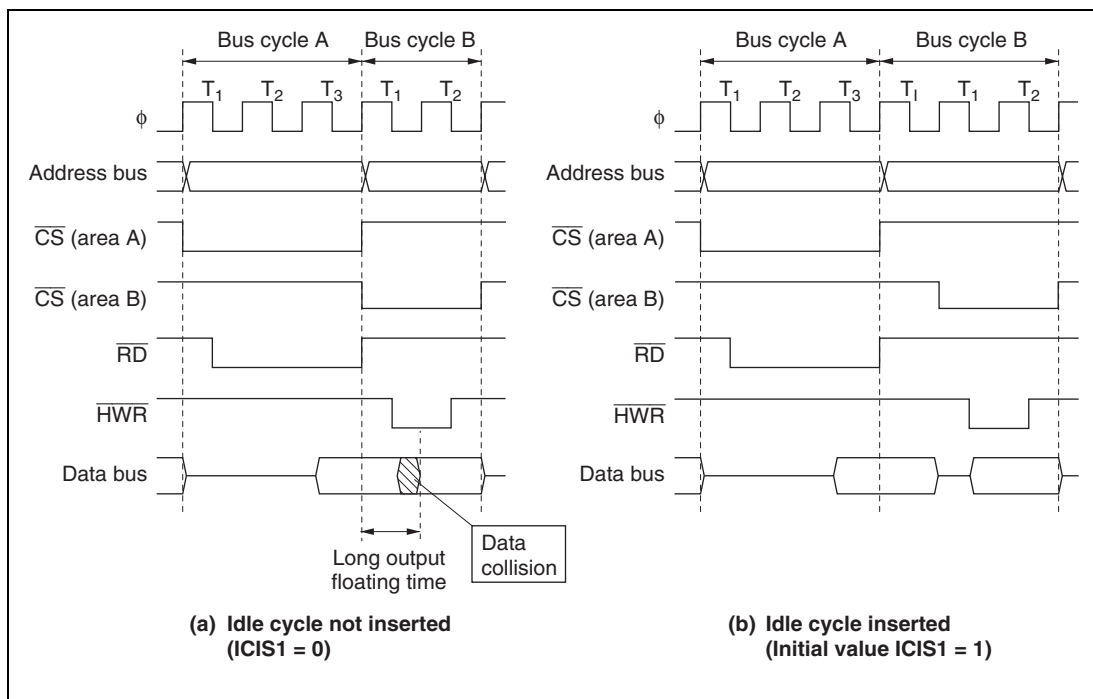 Bus cycle A Bus cycle B
T1 T2 T3 T1 T2
φ
Address bus
CS (area A)
CS (area B)
RD
HWR
Data bus
Long output
floating time
Data
collision
(a) Idle cycle not inserted
(ICIS1 = 0)
Bus cycle A Bus cycle B
T1 T2 T3 TI T1 T2
φ
Address bus
CS (area A)
CS (area B)
RD
HWR
Data bus
(b) Idle cycle inserted
(Initial value ICIS1 = 1)